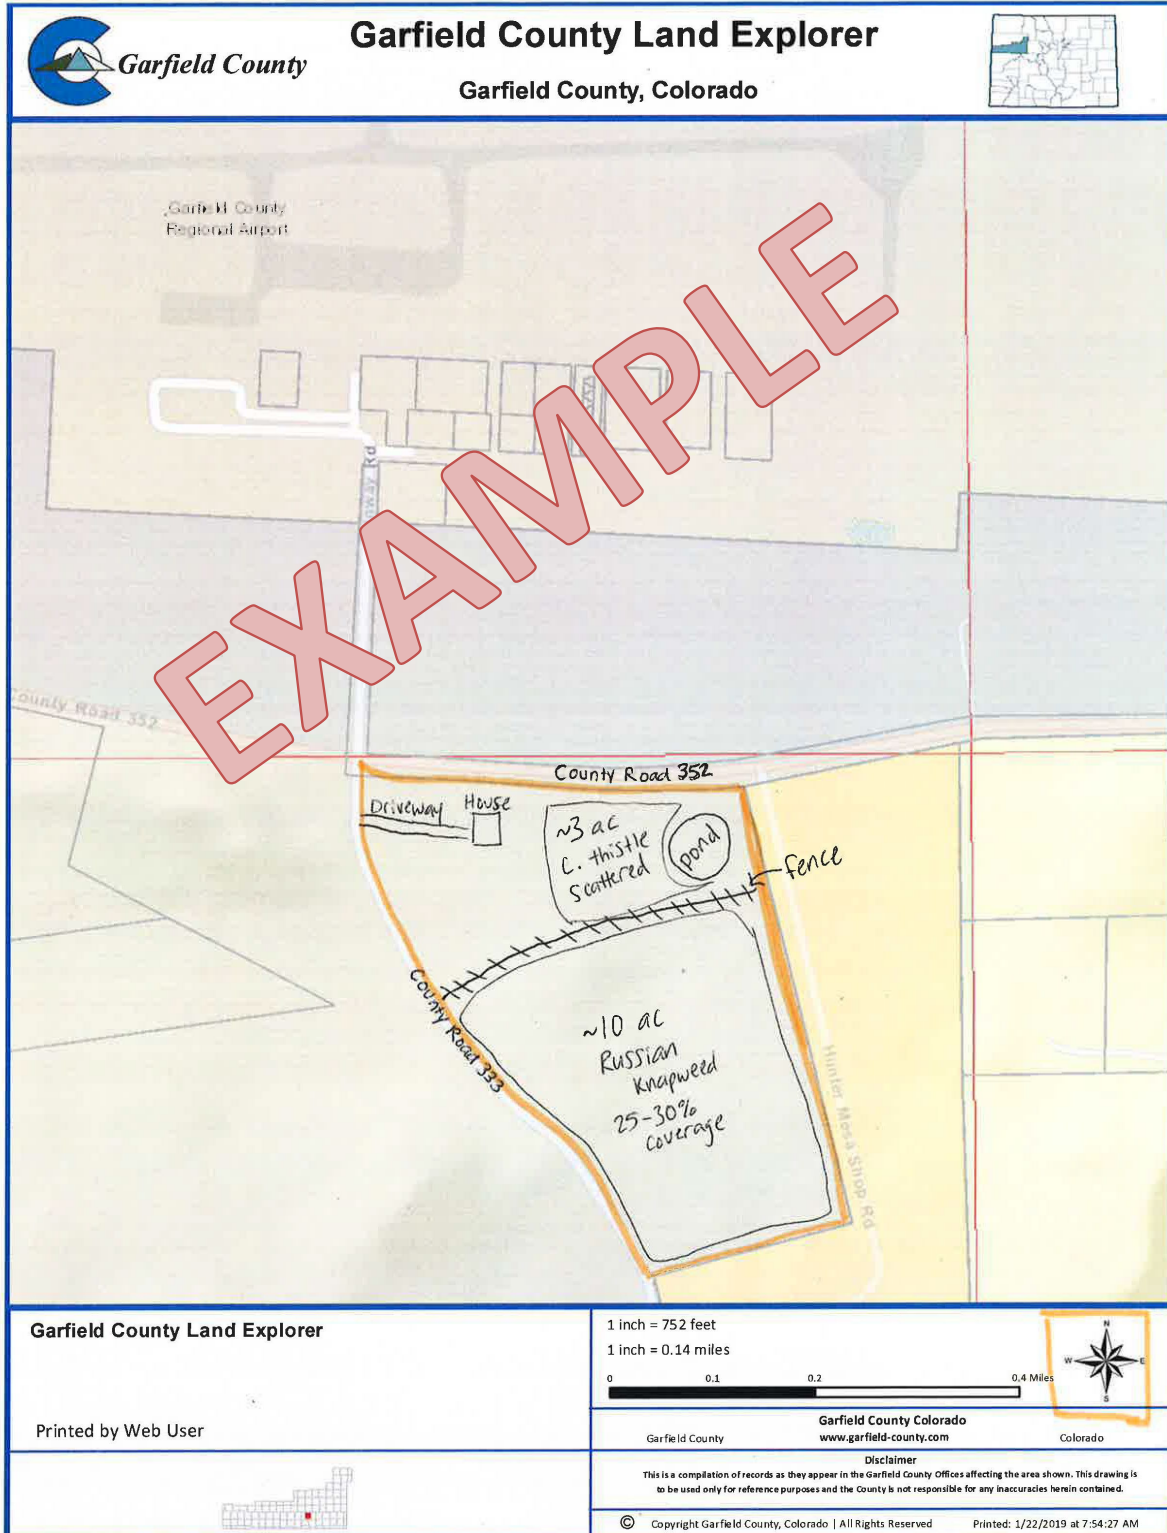 Garfield County
Garfield County Land Explorer
Garfield County, Colorado
Garfield County
Regional Airport
EXAMPLE
nway Rd
County Road 352
County Road 352
Driveway
House
~3 ac
C. thistle
Scattered
pond
fence
County Road 333
~10 ac
Russian
Knapweed
25-30%
coverage
Hunter Mesa Shop Rd
Garfield County Land Explorer
Printed by Web User
1 inch = 752 feet
1 inch = 0.14 miles
0 0.1 0.2 0.4 Miles
N
W E
S
Garfield County Colorado
Garfield County www.garfield-county.com Colorado
Disclaimer
This is a compilation of records as they appear in the Garfield County Offices affecting the area shown. This drawing is
to be used only for reference purposes and the County is not responsible for any inaccuracies herein contained.
© Copyright Garfield County, Colorado | All Rights Reserved Printed: 1/22/2019 at 7:54:27 AM